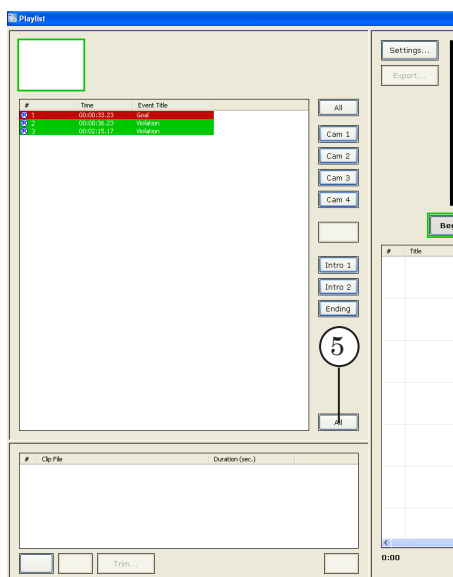 Playlist
Settings...
Export...
# Time Event Title
1 00:00:33.23 Goal
2 00:00:36.23 Violation
3 00:02:15.17 Violation
All
Cam 1
Cam 2
Cam 3
Cam 4
Intro 1
Intro 2
Ending
5
All
Beg
# Title
# Clip File Duration (sec.)
Trim...
0:00